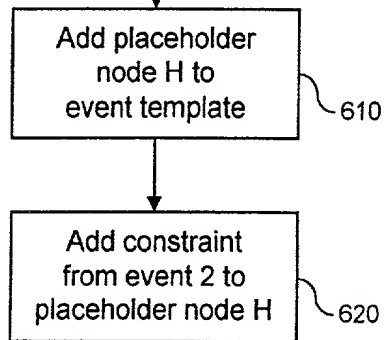 Add placeholder
node H to
event template
610
Add constraint
from event 2 to
placeholder node H
620